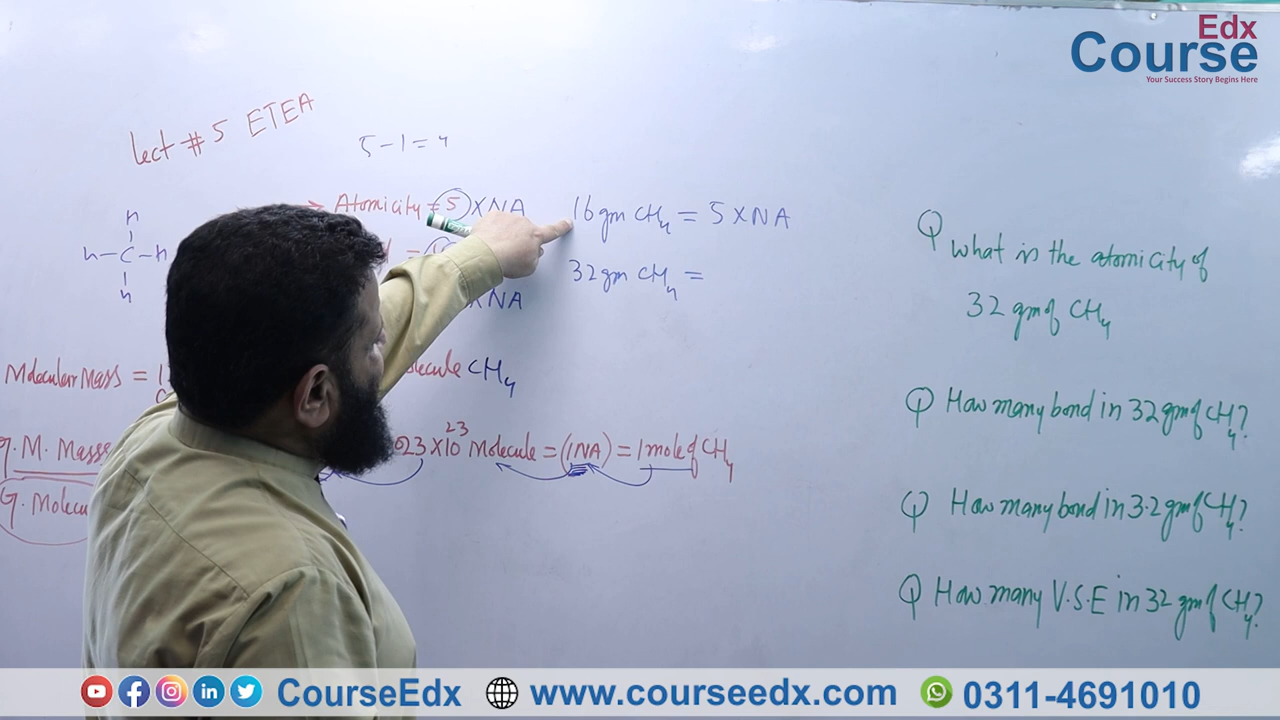 Edx
Course
Your Success Story Begins Here
Lect # 5 ETEA
5 - 1 = 4
Atomicity = 5 X NA
16 gm CH4 = 5 X NA
32 gm CH4 =
H
H - C - H
H
X NA
Q What is the atomicity of
32 gm of CH4
Molecular Mass = 1
CH4
Q How many bond in 32 gm of CH4?
G. M. Mass
023 X 10^23 Molecule = (1NA) = 1 mole of CH4
G. Molecu
Q How many bond in 3.2 gm of CH4?
Q How many V.S.E in 32 gm of CH4?
CourseEdx www.courseedx.com 0311-4691010